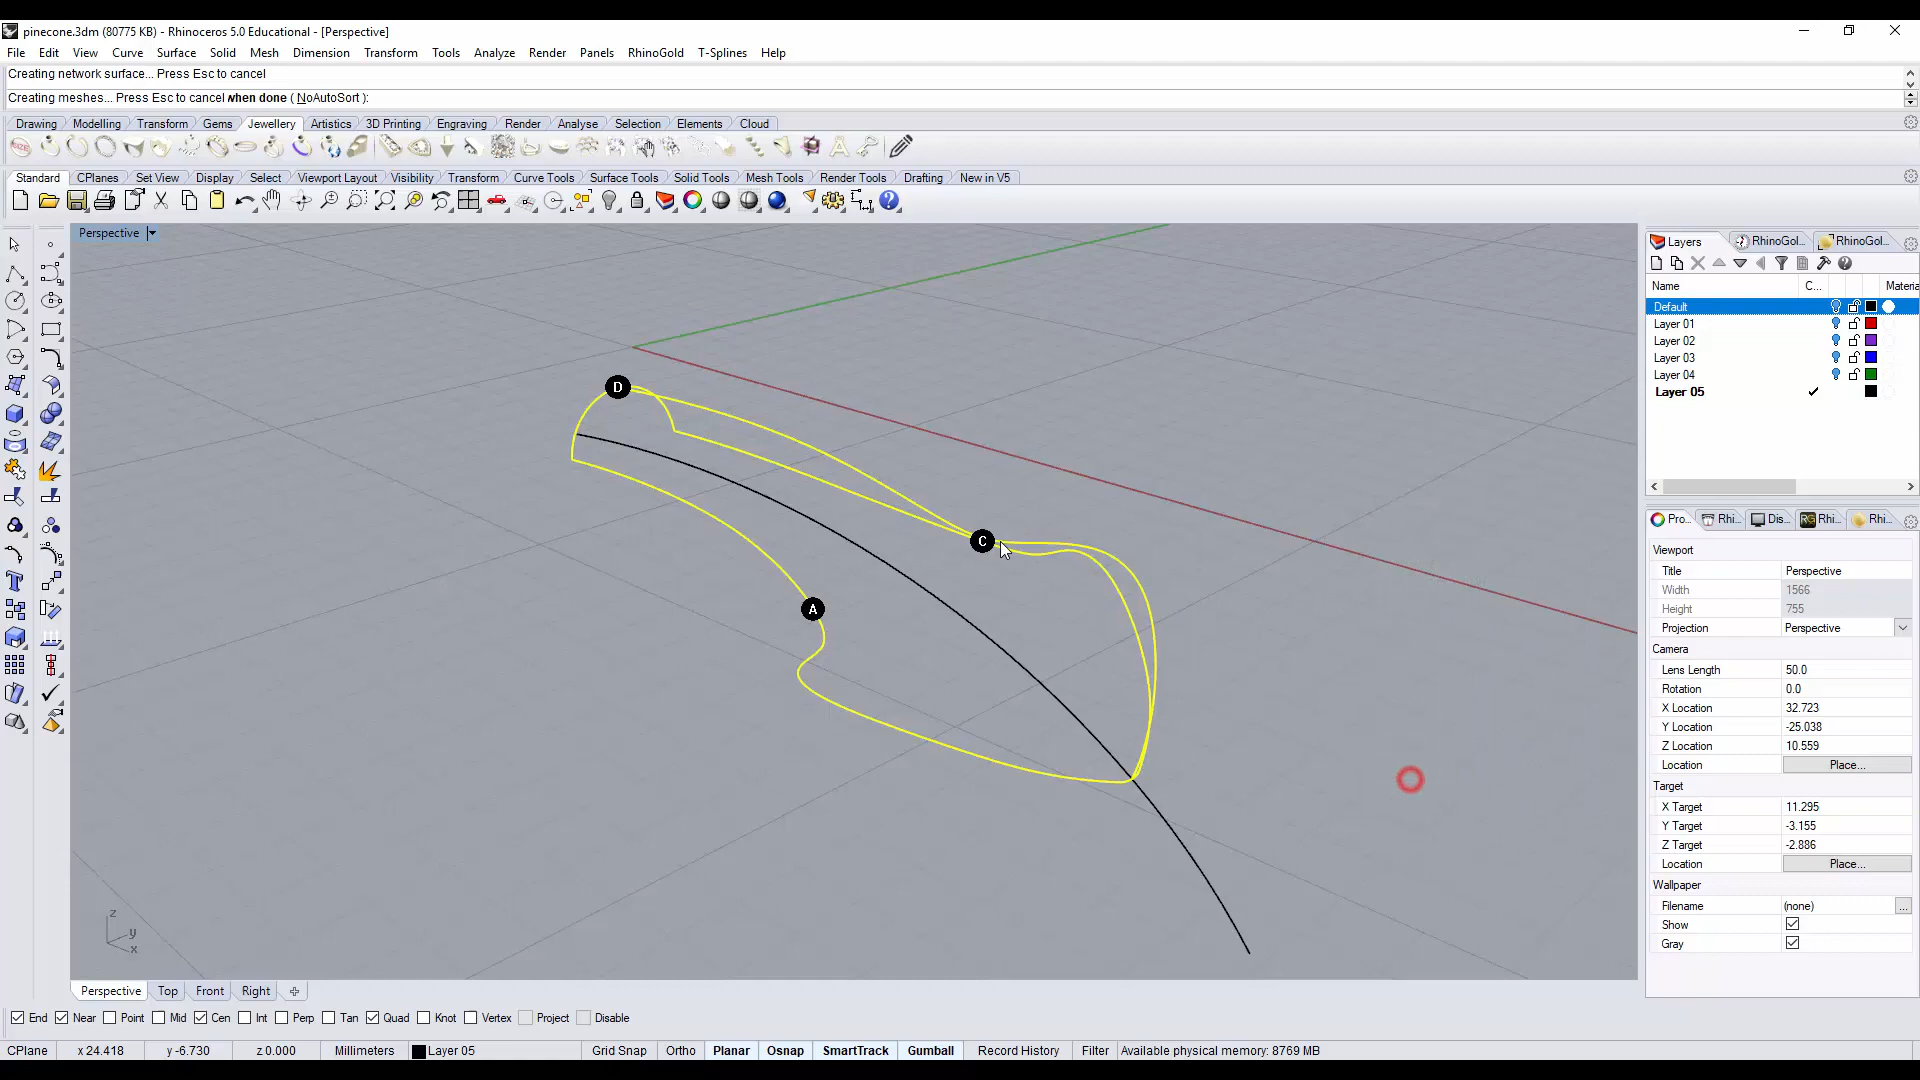 pinecone.3dm (80775 KB) - Rhinoceros 5.0 Educational - [Perspective]
File Edit View Curve Surface Solid Mesh Dimension Transform Tools Analyze Render Panels RhinoGold T-Splines Help
Creating network surface... Press Esc to cancel
Creating meshes... Press Esc to cancel when done ( NoAutoSort ):
Drawing Modelling Transform Gems Jewellery Artistics 3D Printing Engraving Render Analyse Selection Elements Cloud
Standard CPlanes Set View Display Select Viewport Layout Visibility Transform Curve Tools Surface Tools Solid Tools Mesh Tools Render Tools Drafting New in V5
Perspective
Layers RhinoGol... RhinoGol...
Name C... Materia
Default
Layer 01
Layer 02
Layer 03
Layer 04
Layer 05
D
C
A
Pro... Rhi... Dis... Rhi... Rhi...
Viewport
Title Perspective
Width 1566
Height 755
Projection Perspective
Camera
Lens Length 50.0
Rotation 0.0
X Location 32.723
Y Location -25.038
Z Location 10.559
Location Place...
Target
X Target 11.295
Y Target -3.155
Z Target -2.886
Location Place...
Wallpaper
Filename (none) ...
Show
Gray
z
y
x
Perspective Top Front Right
End Near Point Mid Cen Int Perp Tan Quad Knot Vertex Project Disable
CPlane x 24.418 y -6.730 z 0.000 Millimeters Layer 05 Grid Snap Ortho Planar Osnap SmartTrack Gumball Record History Filter Available physical memory: 8769 MB